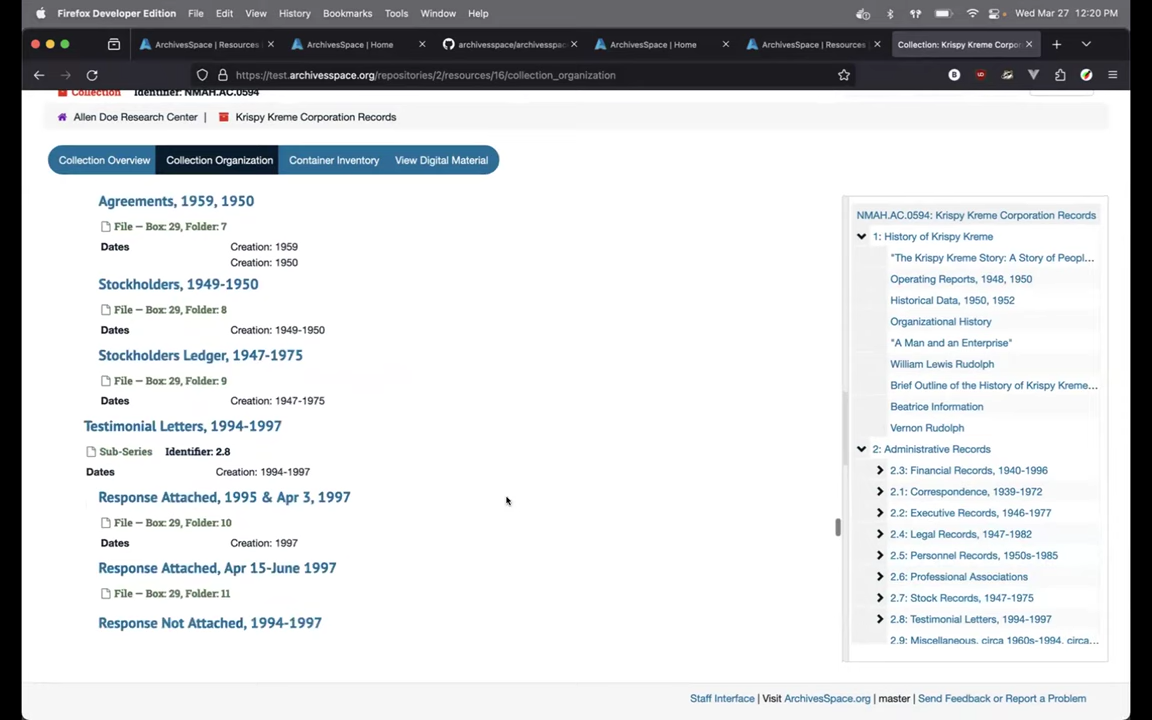 Firefox Developer Edition File Edit View History Bookmarks Tools Window Help Wed Mar 27 12:20 PM
ArchivesSpace | Resources ArchivesSpace | Home archivesspace/archivesspac ArchivesSpace | Home ArchivesSpace | Resources Collection: Krispy Kreme Corpor
https://test.archivesspace.org/repositories/2/resources/16/collection_organization
Collection Identifier: NMAH.AC.0594
Allen Doe Research Center | Krispy Kreme Corporation Records
Collection Overview Collection Organization Container Inventory View Digital Material
Agreements, 1959, 1950
File — Box: 29, Folder: 7
Dates Creation: 1959
Creation: 1950
Stockholders, 1949-1950
File — Box: 29, Folder: 8
Dates Creation: 1949-1950
Stockholders Ledger, 1947-1975
File — Box: 29, Folder: 9
Dates Creation: 1947-1975
Testimonial Letters, 1994-1997
Sub-Series Identifier: 2.8
Dates Creation: 1994-1997
Response Attached, 1995 & Apr 3, 1997
File — Box: 29, Folder: 10
Dates Creation: 1997
Response Attached, Apr 15-June 1997
File — Box: 29, Folder: 11
Response Not Attached, 1994-1997
NMAH.AC.0594: Krispy Kreme Corporation Records
1: History of Krispy Kreme
"The Krispy Kreme Story: A Story of Peopl...
Operating Reports, 1948, 1950
Historical Data, 1950, 1952
Organizational History
"A Man and an Enterprise"
William Lewis Rudolph
Brief Outline of the History of Krispy Kreme...
Beatrice Information
Vernon Rudolph
2: Administrative Records
2.3: Financial Records, 1940-1996
2.1: Correspondence, 1939-1972
2.2: Executive Records, 1946-1977
2.4: Legal Records, 1947-1982
2.5: Personnel Records, 1950s-1985
2.6: Professional Associations
2.7: Stock Records, 1947-1975
2.8: Testimonial Letters, 1994-1997
2.9: Miscellaneous, circa 1960s-1994, circa...
Staff Interface | Visit ArchivesSpace.org | master | Send Feedback or Report a Problem